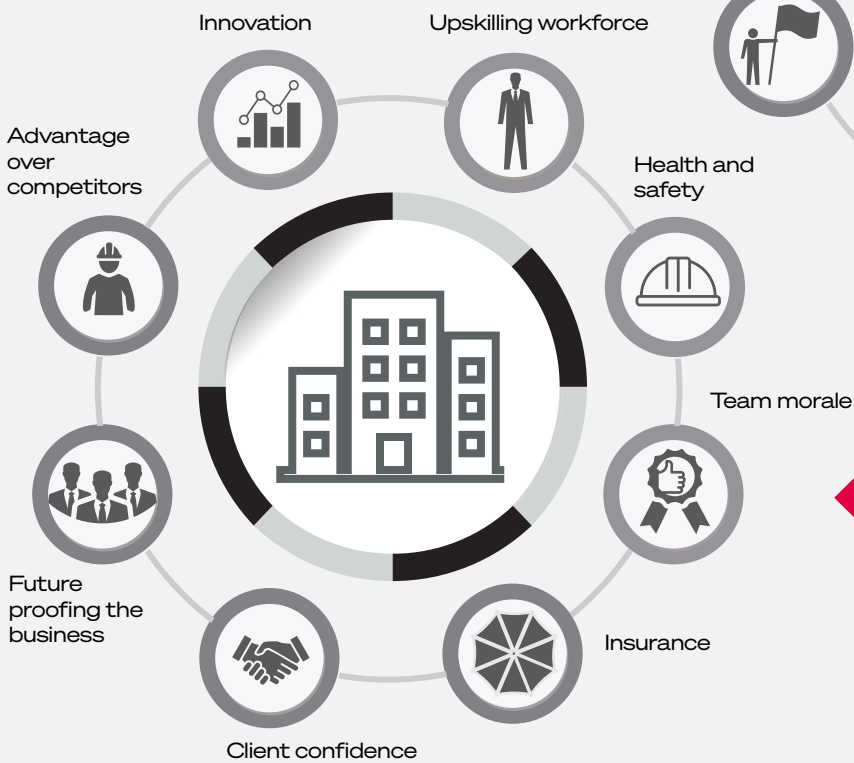 Innovation
Upskilling workforce
Advantage
over
competitors
Health and
safety
Team morale
Future
proofing the
business
Insurance
Client confidence